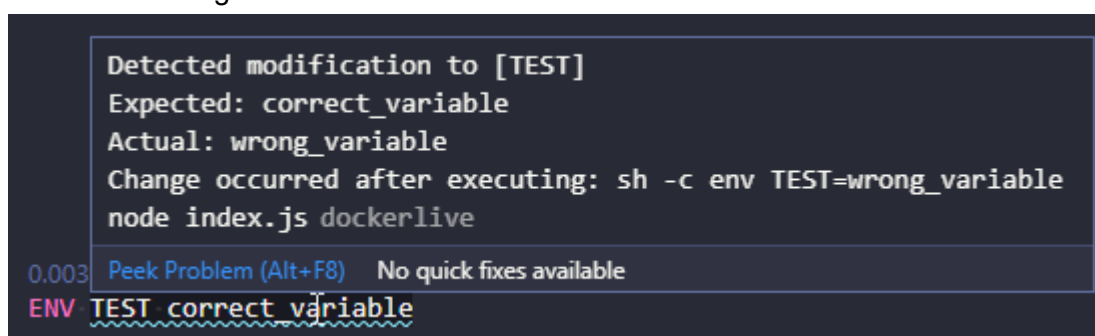 Detected modification to [TEST]
Expected: correct_variable
Actual: wrong_variable
Change occurred after executing: sh -c env TEST=wrong_variable
node index.js dockerlive
0.003 Peek Problem (Alt+F8) No quick fixes available
ENV TEST correct_variable